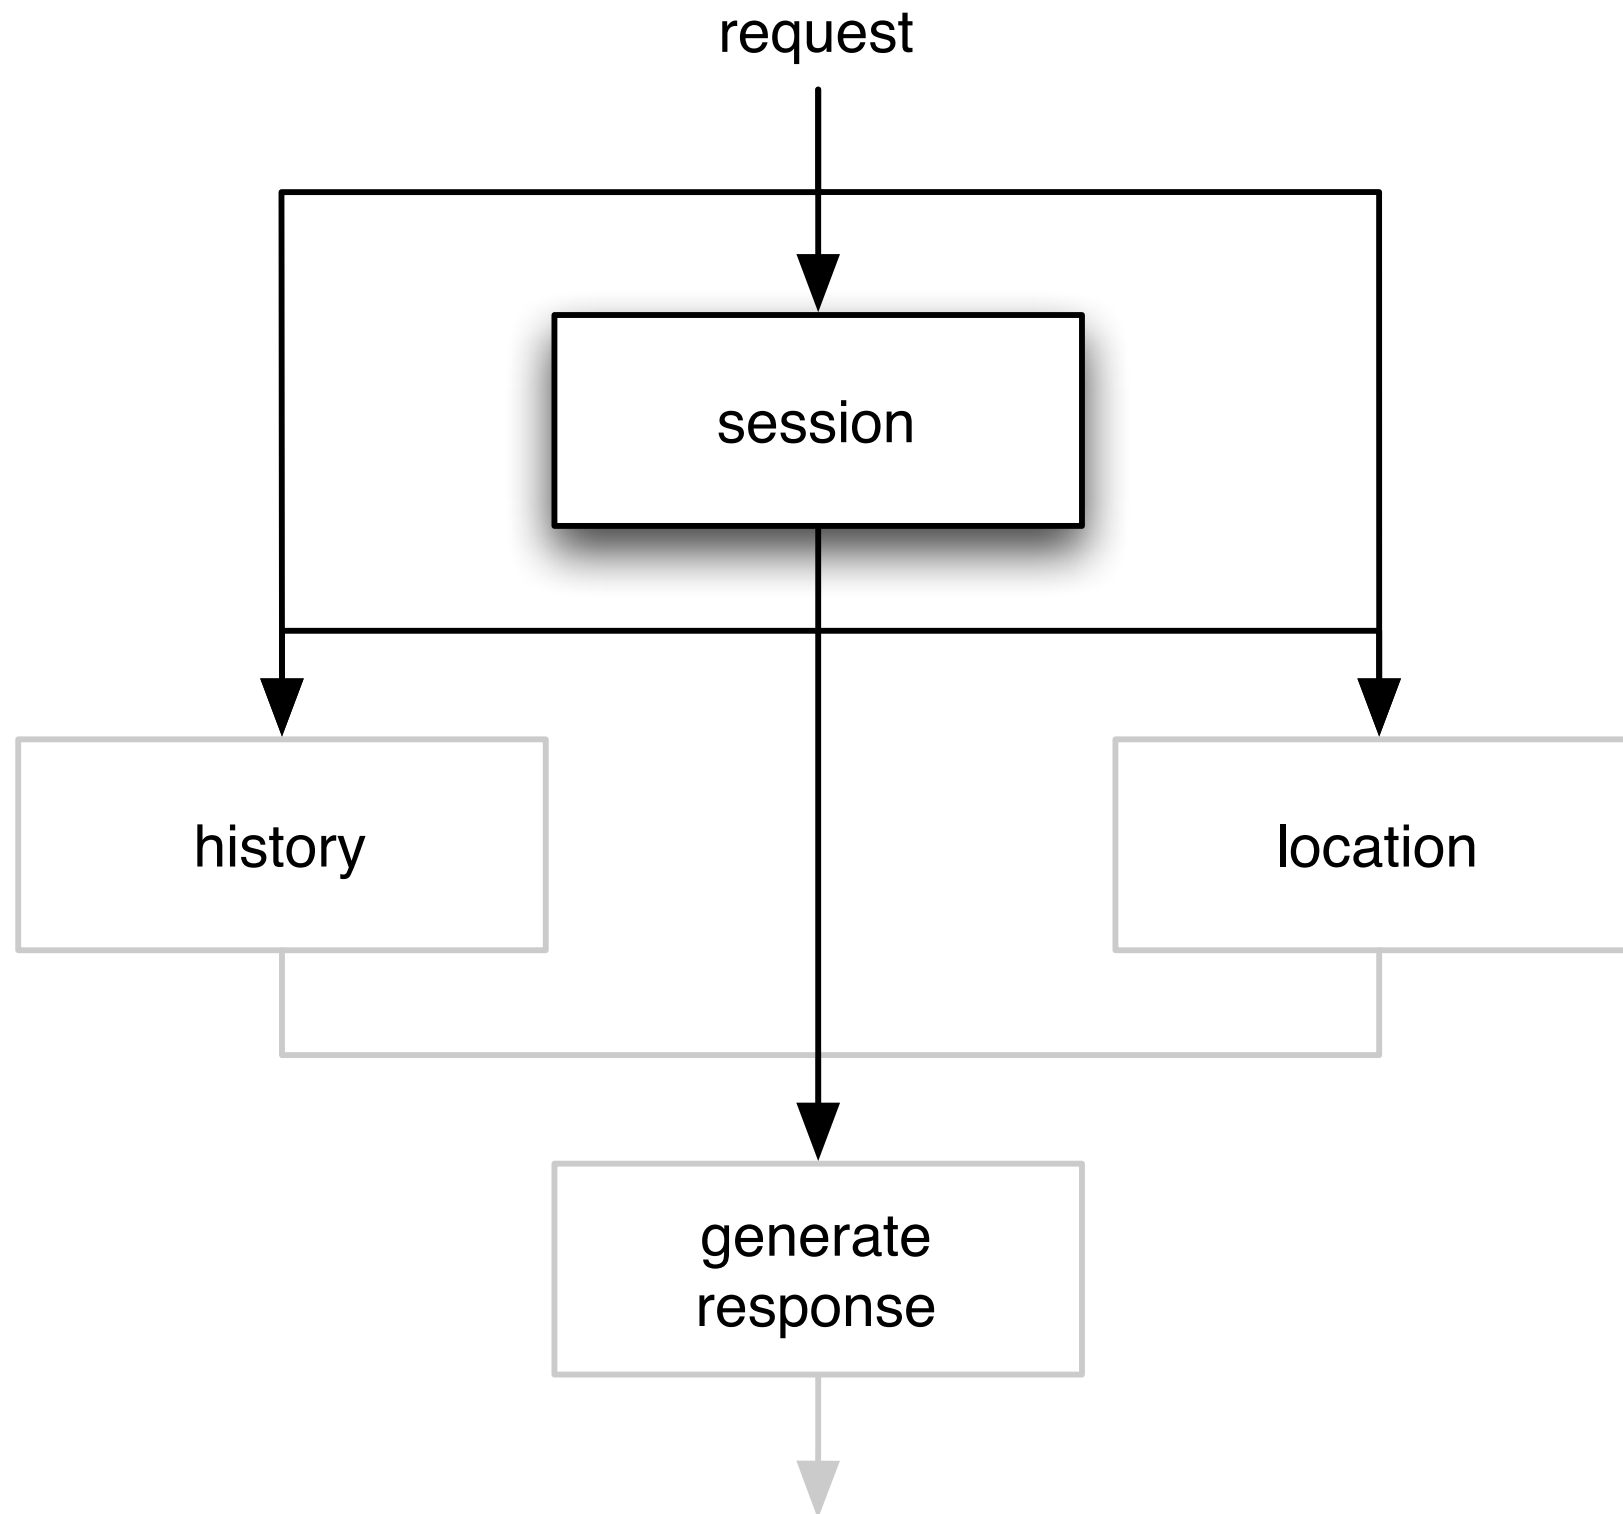 request
session
history
location
generate
response